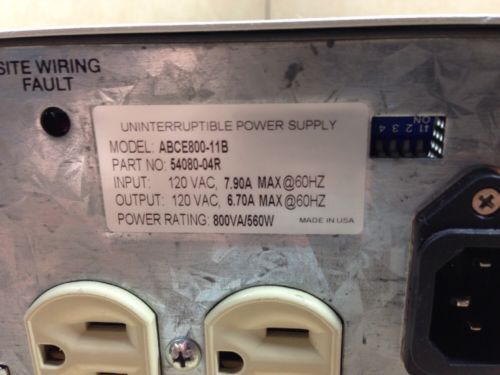 SITE WIRING
FAULT
UNINTERRUPTIBLE POWER SUPPLY
MODEL: ABCE800-11B
PART NO: 54080-04R
INPUT: 120 VAC, 7.90A MAX @60HZ
OUTPUT: 120 VAC, 6.70A MAX @60HZ
POWER RATING: 800VA/560W
MADE IN USA
ON
1 2 3 4